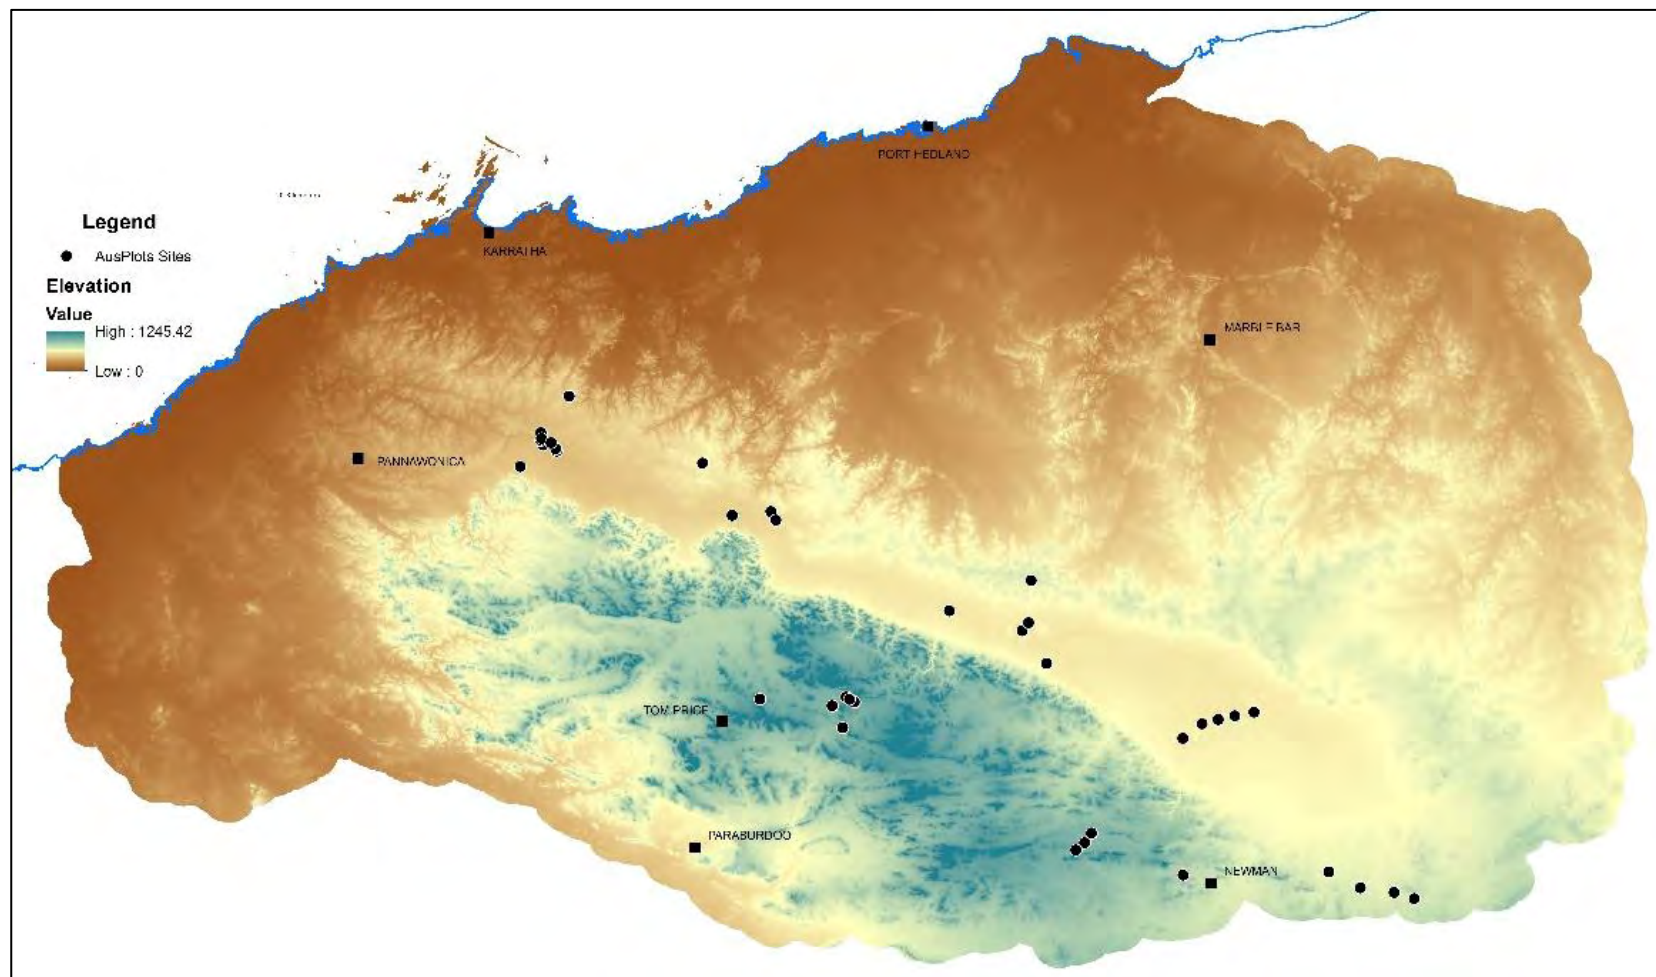 PORT HEDLAND
Legend
AusPlots Sites
KARRATHA
Elevation
Value
High : 1245.42
Low : 0
MARBLE BAR
PANNAWONICA
TOM PRICE
PARABURDOO
NEWMAN